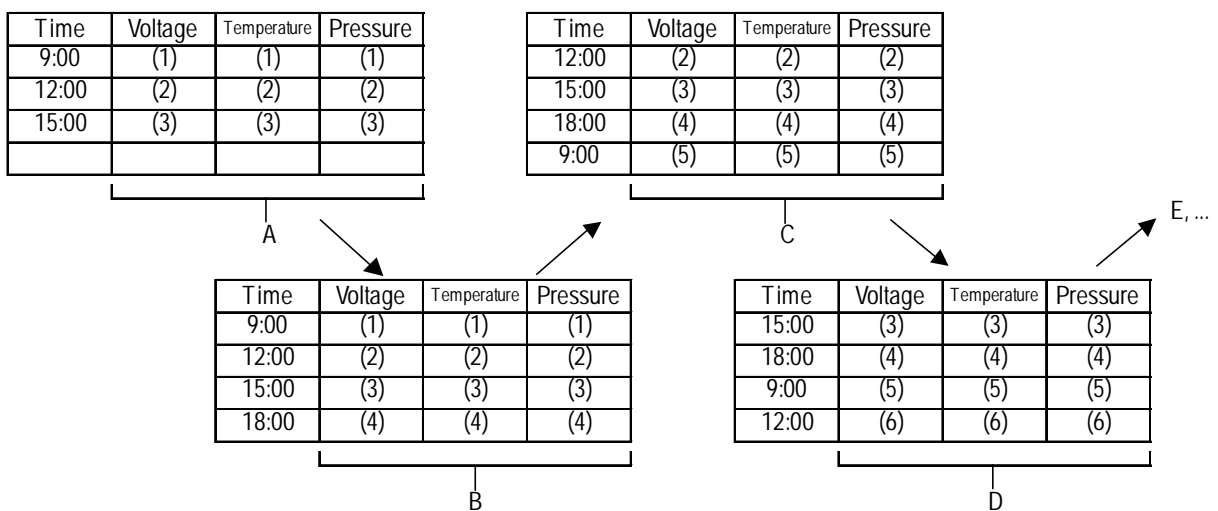 Time Voltage Temperature Pressure
9:00 (1) (1) (1)
12:00 (2) (2) (2)
15:00 (3) (3) (3)
A
Time Voltage Temperature Pressure
9:00 (1) (1) (1)
12:00 (2) (2) (2)
15:00 (3) (3) (3)
18:00 (4) (4) (4)
B
Time Voltage Temperature Pressure
12:00 (2) (2) (2)
15:00 (3) (3) (3)
18:00 (4) (4) (4)
9:00 (5) (5) (5)
C
Time Voltage Temperature Pressure
15:00 (3) (3) (3)
18:00 (4) (4) (4)
9:00 (5) (5) (5)
12:00 (6) (6) (6)
D
E, ...